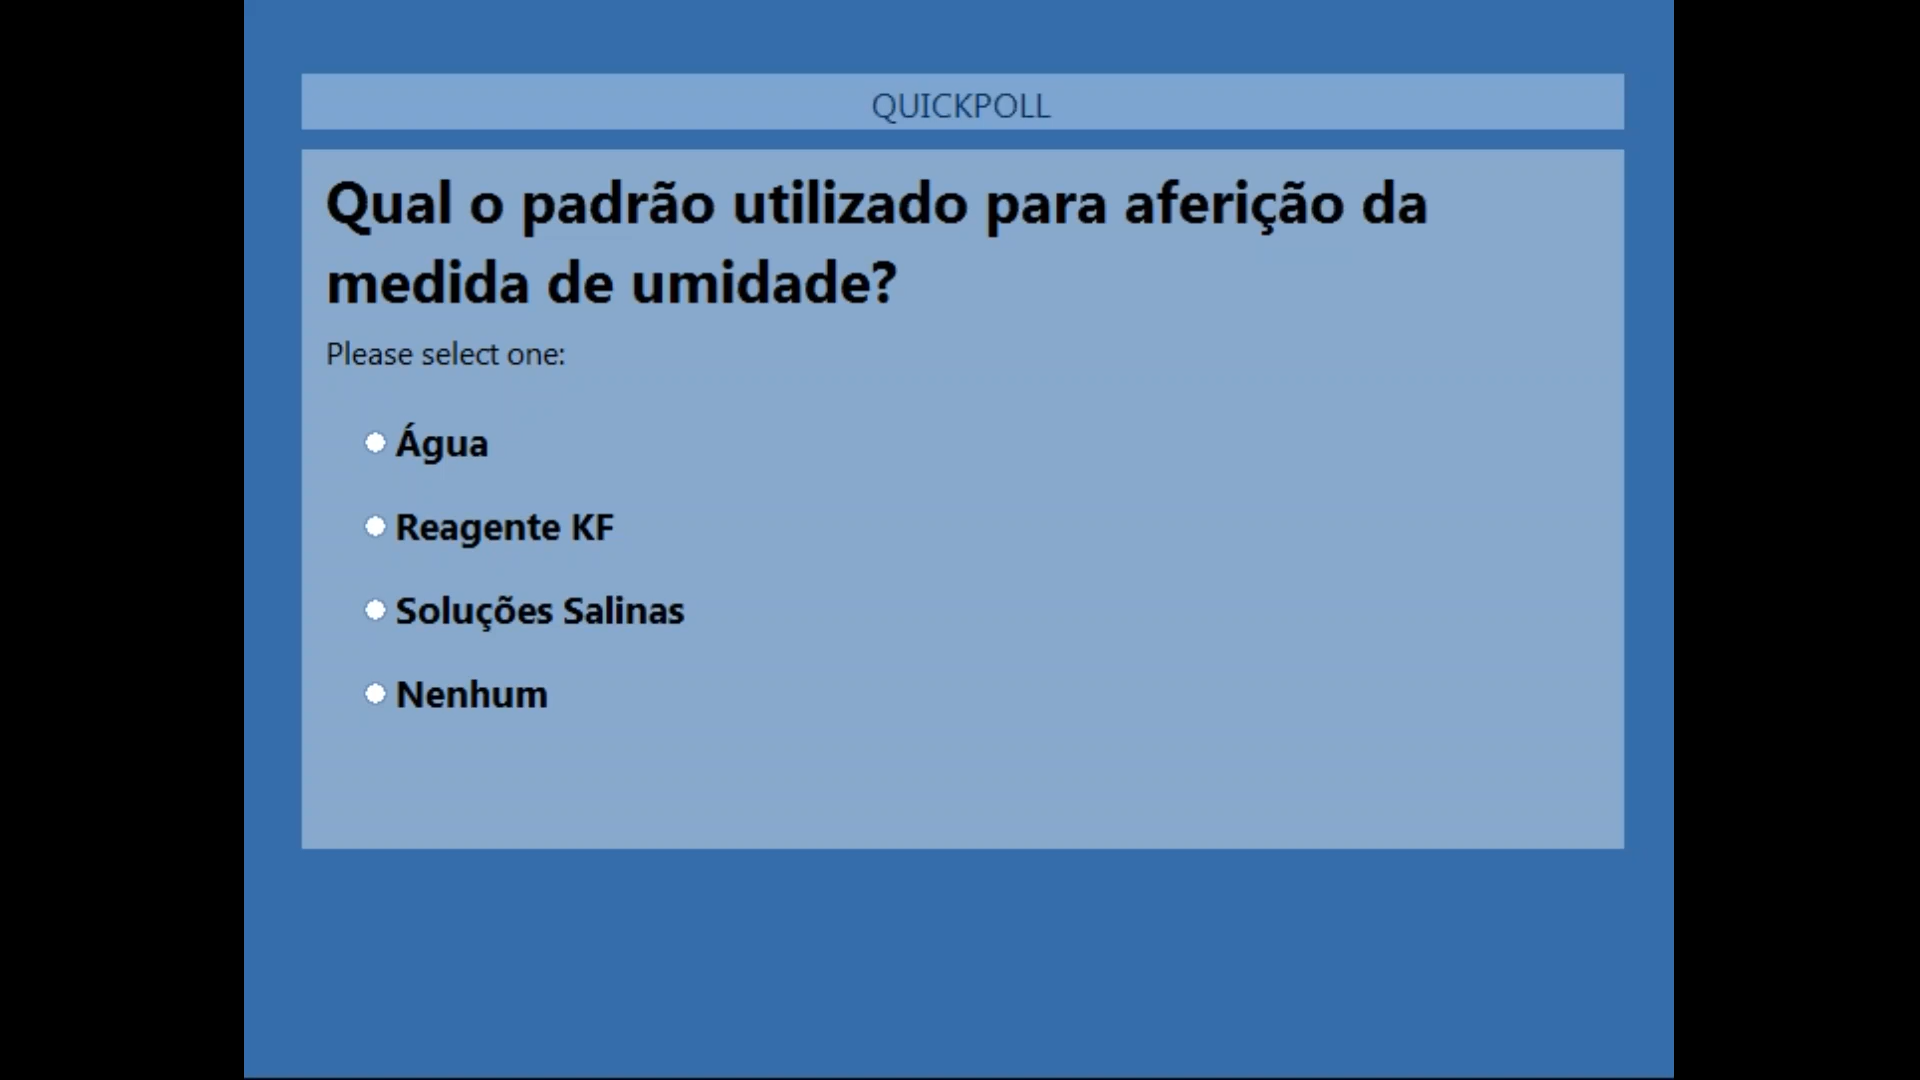 QUICKPOLL
Qual o padrão utilizado para aferição da
medida de umidade?
Please select one:
Água
Reagente KF
Soluções Salinas
Nenhum